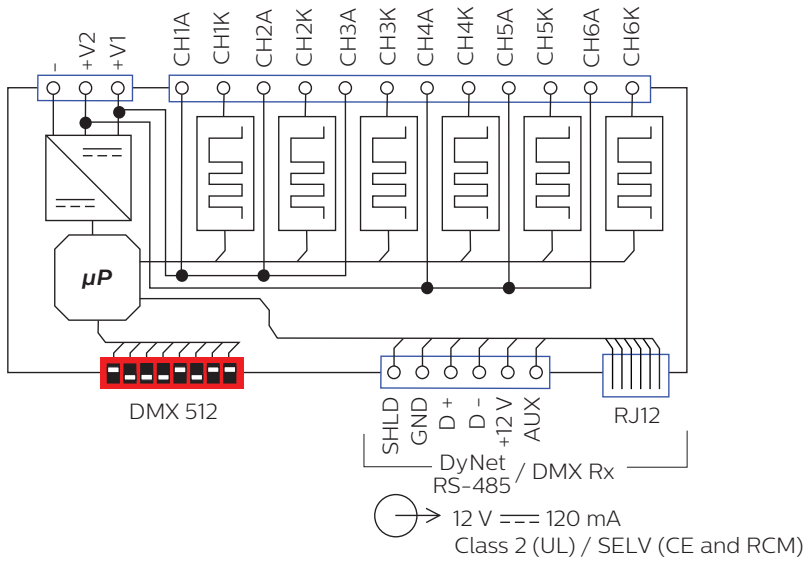 -
+V2
+V1
CH1A
CH1K
CH2A
CH2K
CH3A
CH3K
CH4A
CH4K
CH5A
CH5K
CH6A
CH6K
μP
DMX 512
SHLD
GND
D +
D -
+12 V
AUX
RJ12
DyNet
RS-485 / DMX Rx
12 V 120 mA
Class 2 (UL) / SELV (CE and RCM)